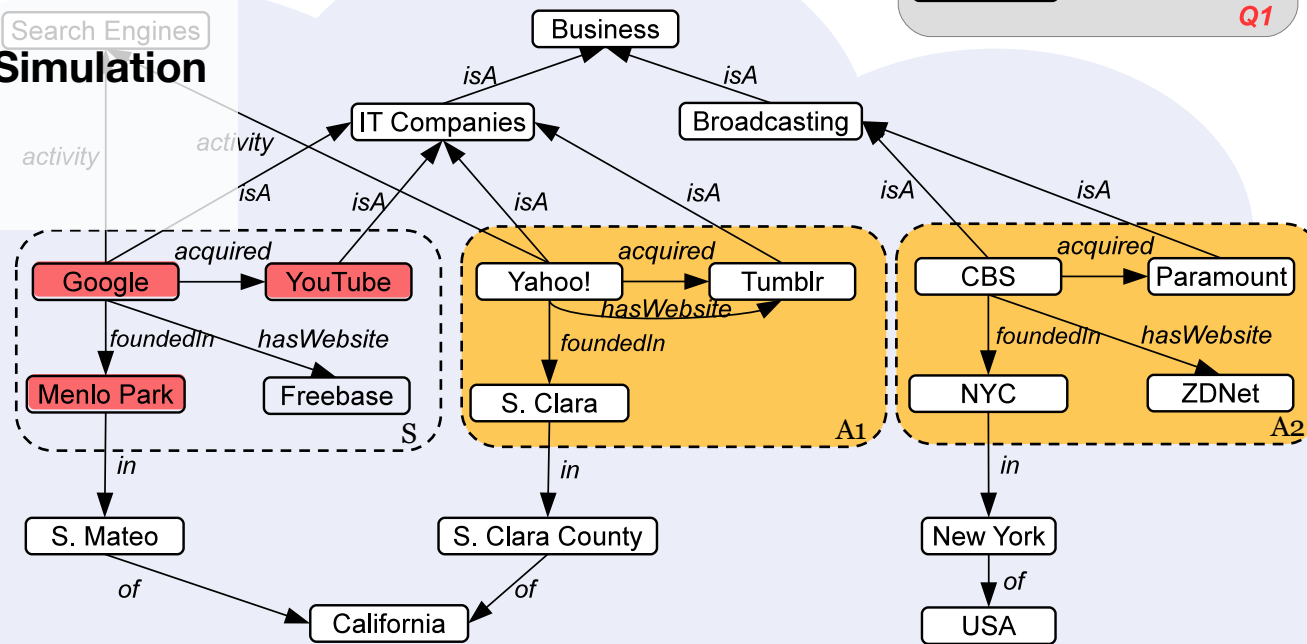 Q1
Search Engines
Business
Simulation
isA
isA
IT Companies
Broadcasting
activity
activity
isA
isA
isA
isA
isA
isA
acquired
acquired
acquired
Google
YouTube
Yahoo!
Tumblr
CBS
Paramount
hasWebsite
foundedIn
hasWebsite
foundedIn
foundedIn
hasWebsite
Menlo Park
Freebase
S. Clara
NYC
ZDNet
S
A1
A2
in
in
in
S. Mateo
S. Clara County
New York
of
of
of
California
USA